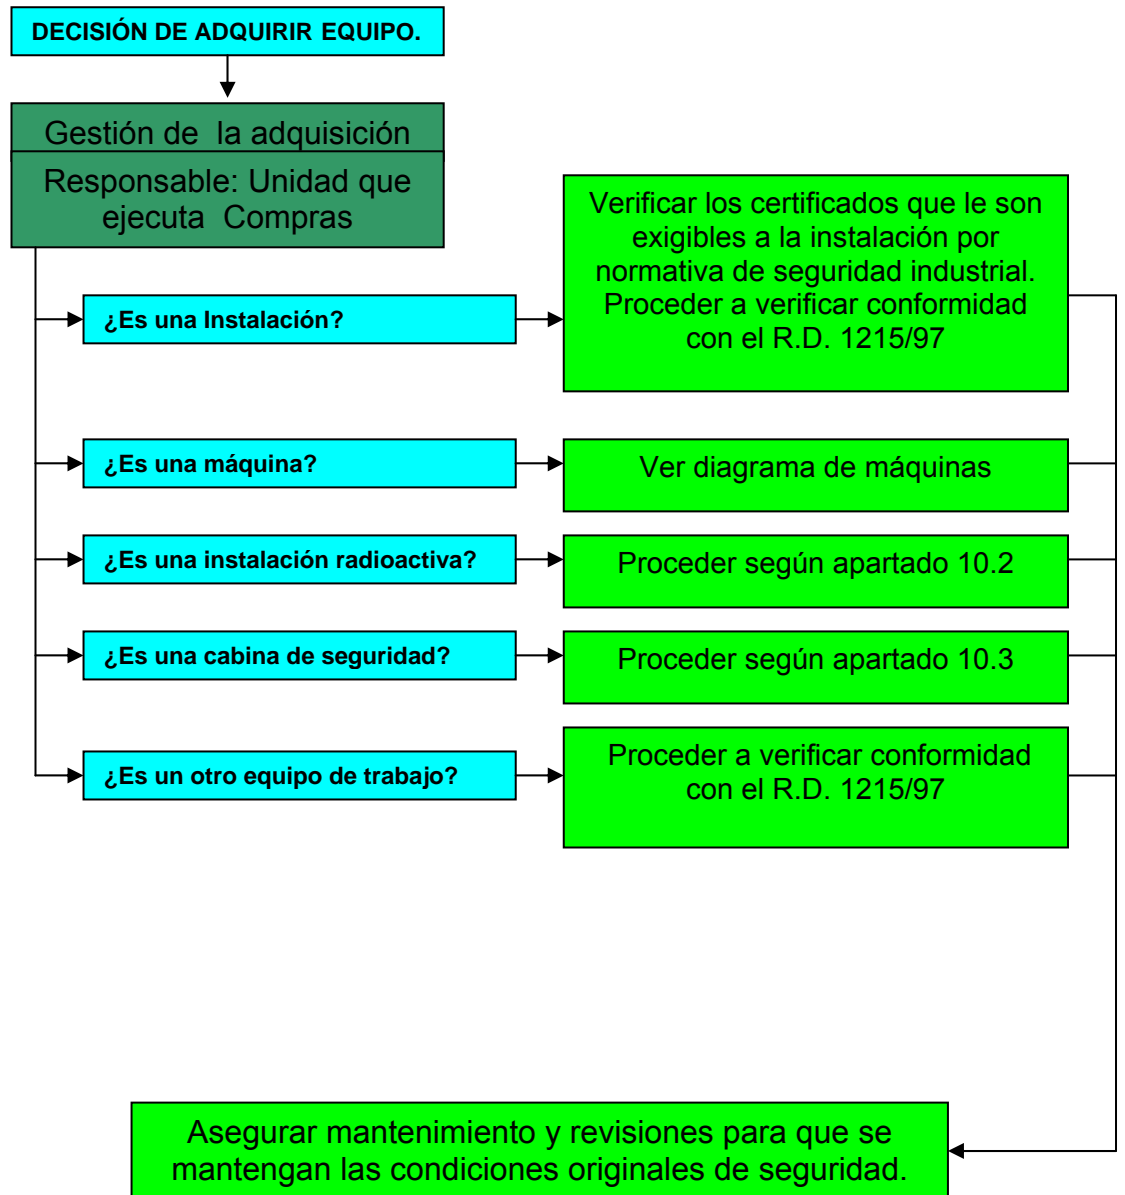 DECISIÓN DE ADQUIRIR EQUIPO.
Gestión de la adquisición
Responsable: Unidad que
ejecuta Compras
¿Es una Instalación?
Verificar los certificados que le son
exigibles a la instalación por
normativa de seguridad industrial.
Proceder a verificar conformidad
con el R.D. 1215/97
¿Es una máquina?
Ver diagrama de máquinas
¿Es una instalación radioactiva?
Proceder según apartado 10.2
¿Es una cabina de seguridad?
Proceder según apartado 10.3
¿Es un otro equipo de trabajo?
Proceder a verificar conformidad
con el R.D. 1215/97
Asegurar mantenimiento y revisiones para que se
mantengan las condiciones originales de seguridad.